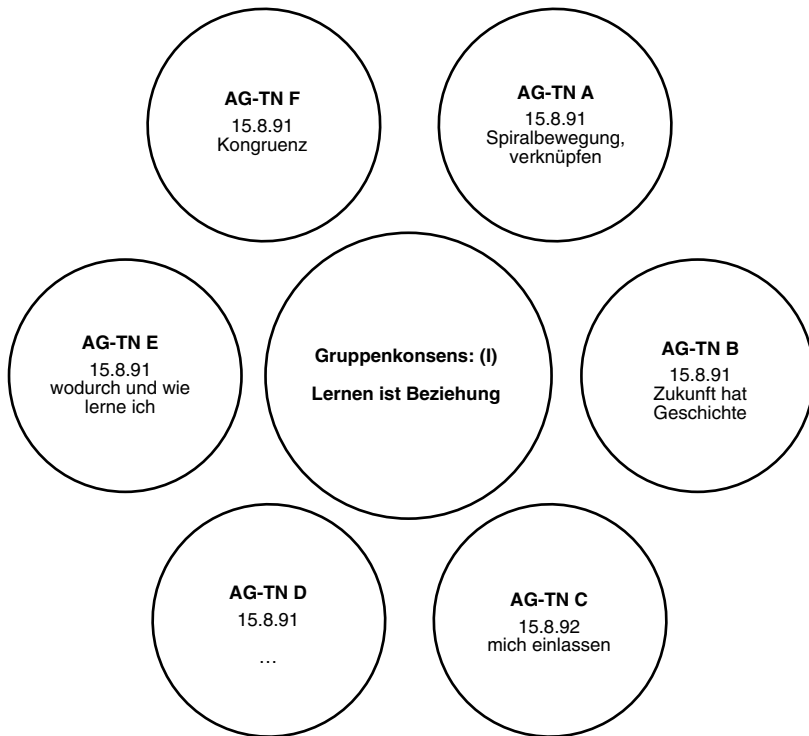 AG-TN F
15.8.91
Kongruenz
AG-TN A
15.8.91
Spiralbewegung,
verknüpfen
AG-TN E
15.8.91
wodurch und wie
lerne ich
Gruppenkonsens: (I)
Lernen ist Beziehung
AG-TN B
15.8.91
Zukunft hat
Geschichte
AG-TN D
15.8.91
...
AG-TN C
15.8.92
mich einlassen